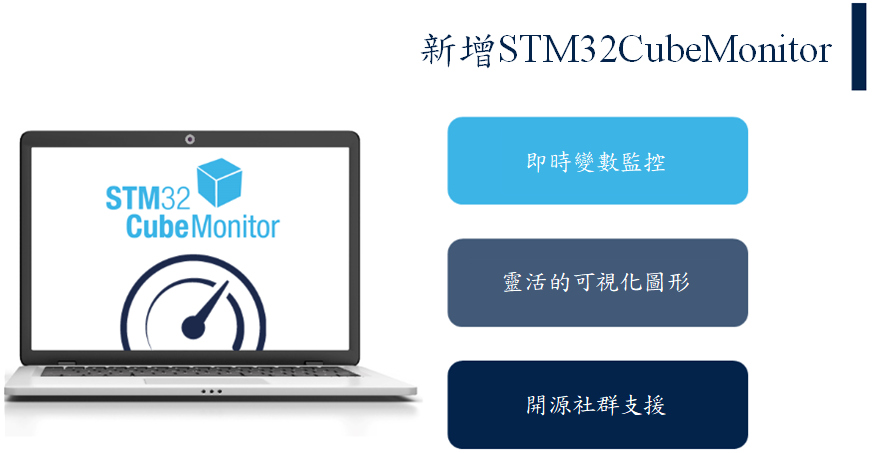 新增STM32CubeMonitor
STM32
CubeMonitor
即時變數監控
靈活的可視化圖形
開源社群支援